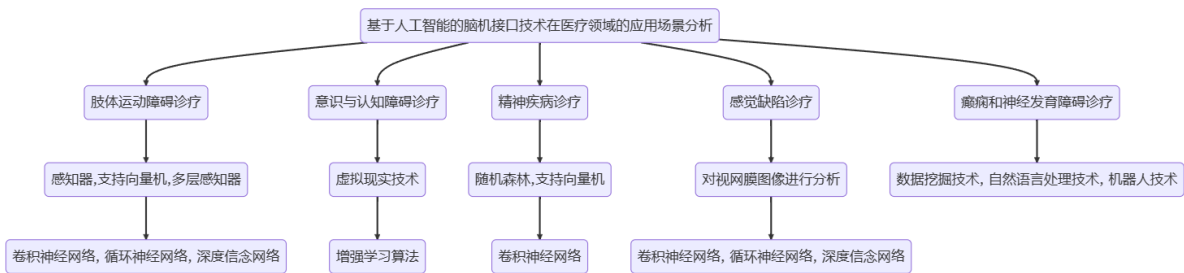 基于人工智能的脑机接口技术在医疗领域的应用场景分析
肢体运动障碍诊疗
意识与认知障碍诊疗
精神疾病诊疗
感觉缺陷诊疗
癫痫和神经发育障碍诊疗
感知器,支持向量机,多层感知器
虚拟现实技术
随机森林,支持向量机
对视网膜图像进行分析
数据挖掘技术, 自然语言处理技术, 机器人技术
卷积神经网络, 循环神经网络, 深度信念网络
增强学习算法
卷积神经网络
卷积神经网络, 循环神经网络, 深度信念网络